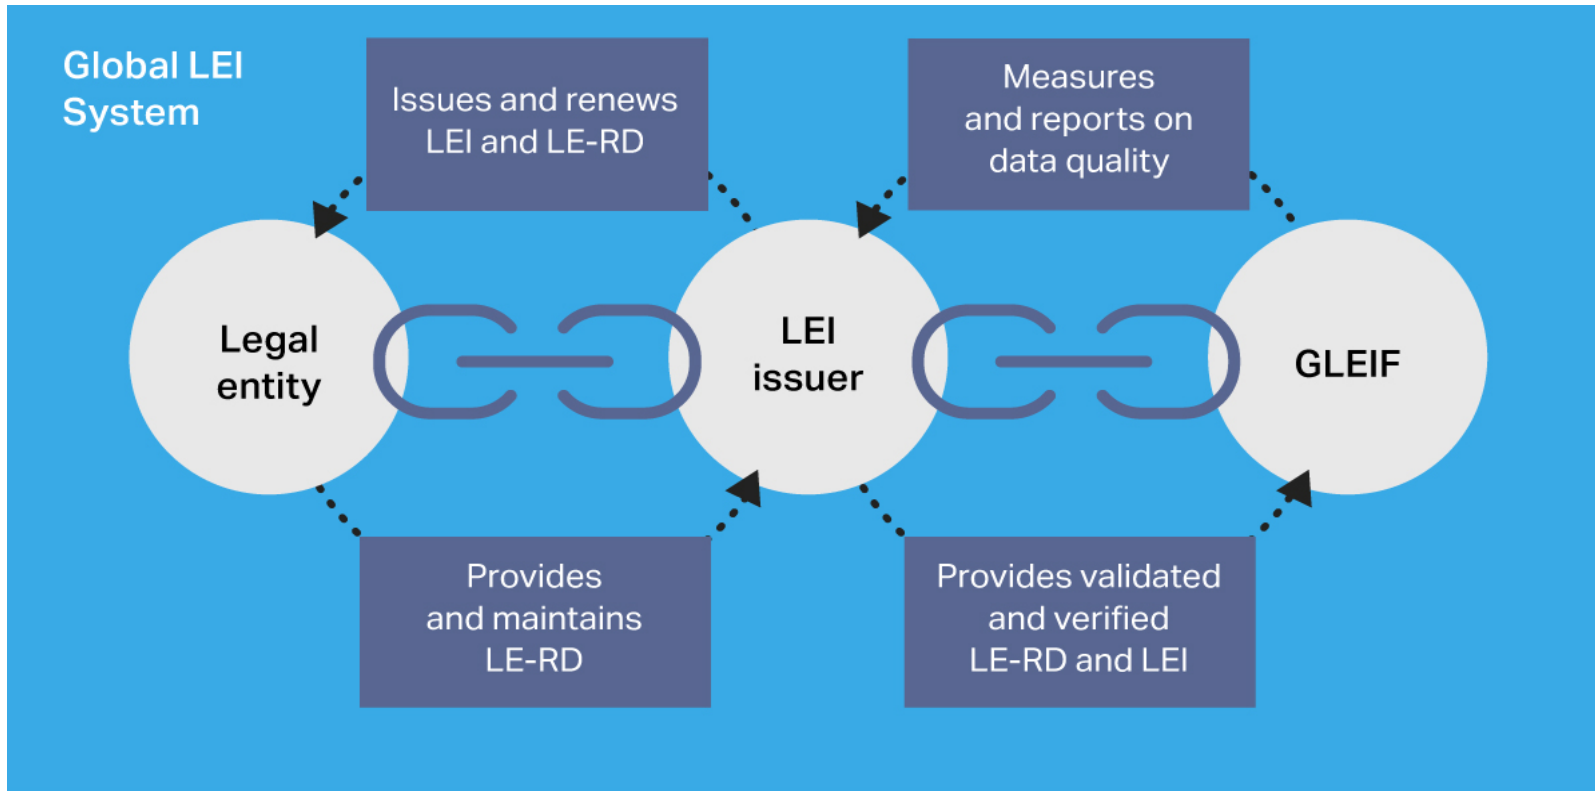 Global LEI
System
Issues and renews
LEI and LE-RD
Measures
and reports on
data quality
Legal
entity
LEI
issuer
GLEIF
Provides
and maintains
LE-RD
Provides validated
and verified
LE-RD and LEI